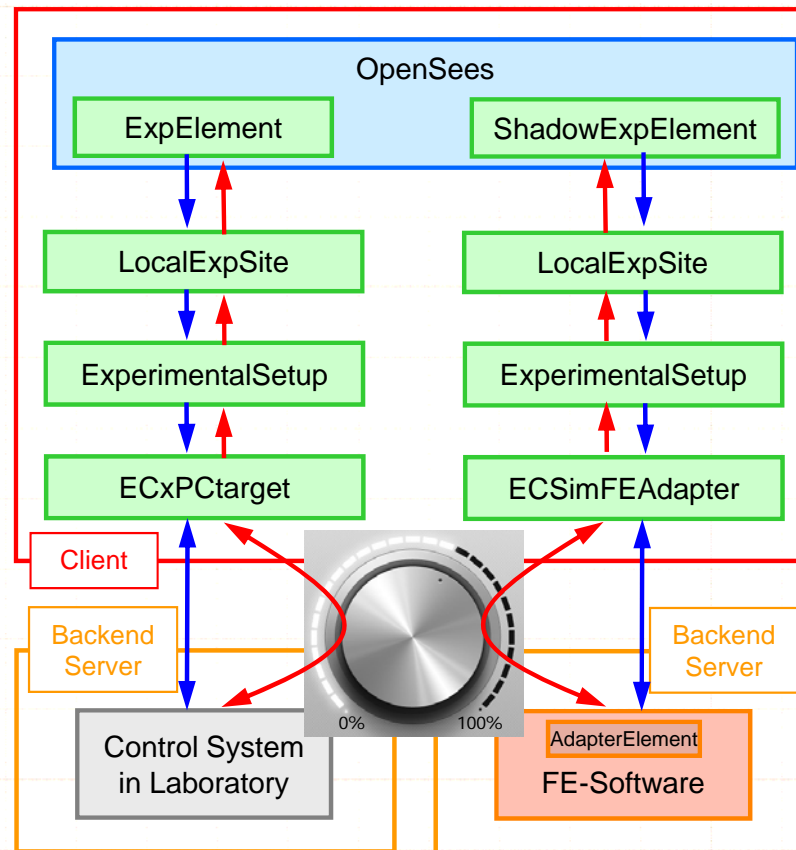 OpenSees
ExpElement
ShadowExpElement
LocalExpSite
LocalExpSite
ExperimentalSetup
ExperimentalSetup
ECxPCtarget
ECSimFEAdapter
Client
Backend
Server
Backend
Server
0%
100%
Control System
in Laboratory
AdapterElement
FE-Software